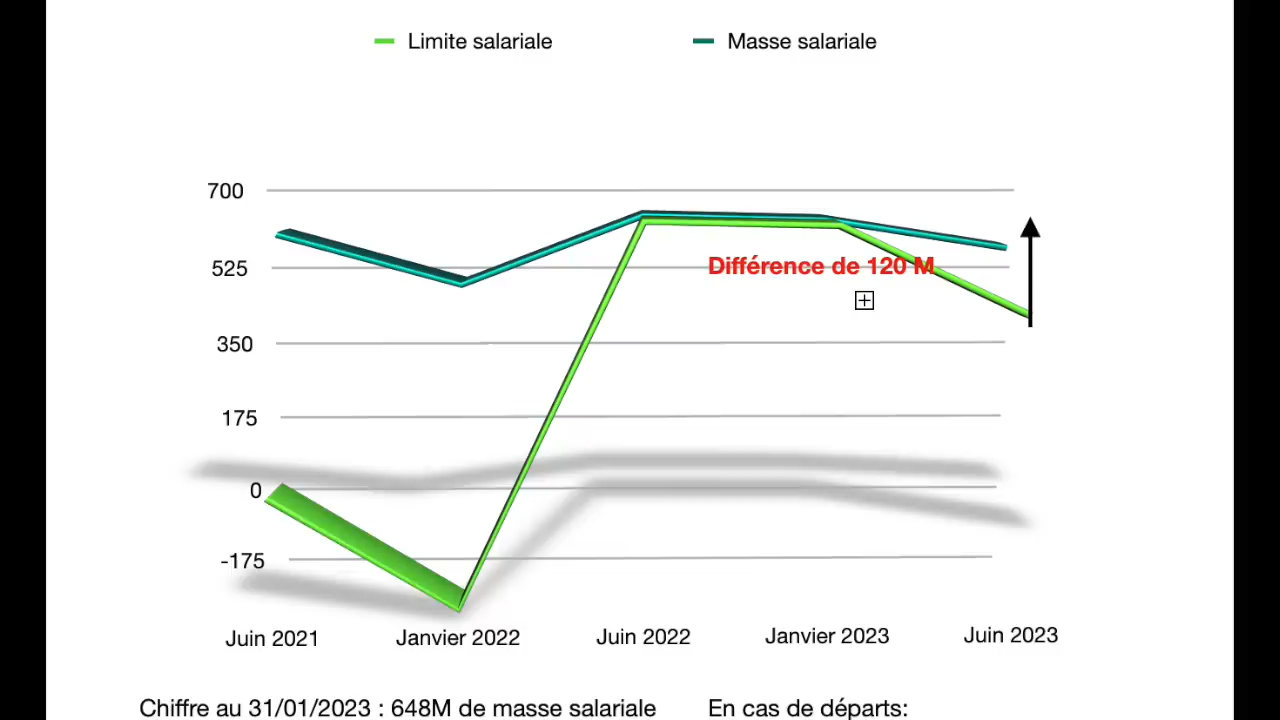 Limite salariale
Masse salariale
700
525
Différence de 120 M
350
175
0
-175
Juin 2021
Janvier 2022
Juin 2022
Janvier 2023
Juin 2023
Chiffre au 31/01/2023 : 648M de masse salariale
En cas de départs: